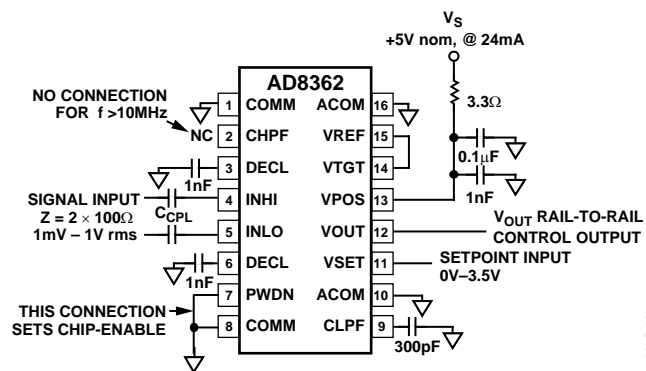 V_S
+5V nom, @ 24mA
AD8362
3.3Ω
NO CONNECTION
FOR f >10MHz
NC
1 COMM ACOM 16
2 CHPF VREF 15
0.1μF
3 DECL VTGT 14
1nF
1nF
SIGNAL INPUT
Z = 2 × 100Ω
1mV – 1V rms
C_CPL
4 INHI VPOS 13
5 INLO VOUT 12
V_OUT RAIL-TO-RAIL
CONTROL OUTPUT
6 DECL VSET 11
1nF
SETPOINT INPUT
0V–3.5V
THIS CONNECTION
SETS CHIP-ENABLE
7 PWDN ACOM 10
8 COMM CLPF 9
300pF